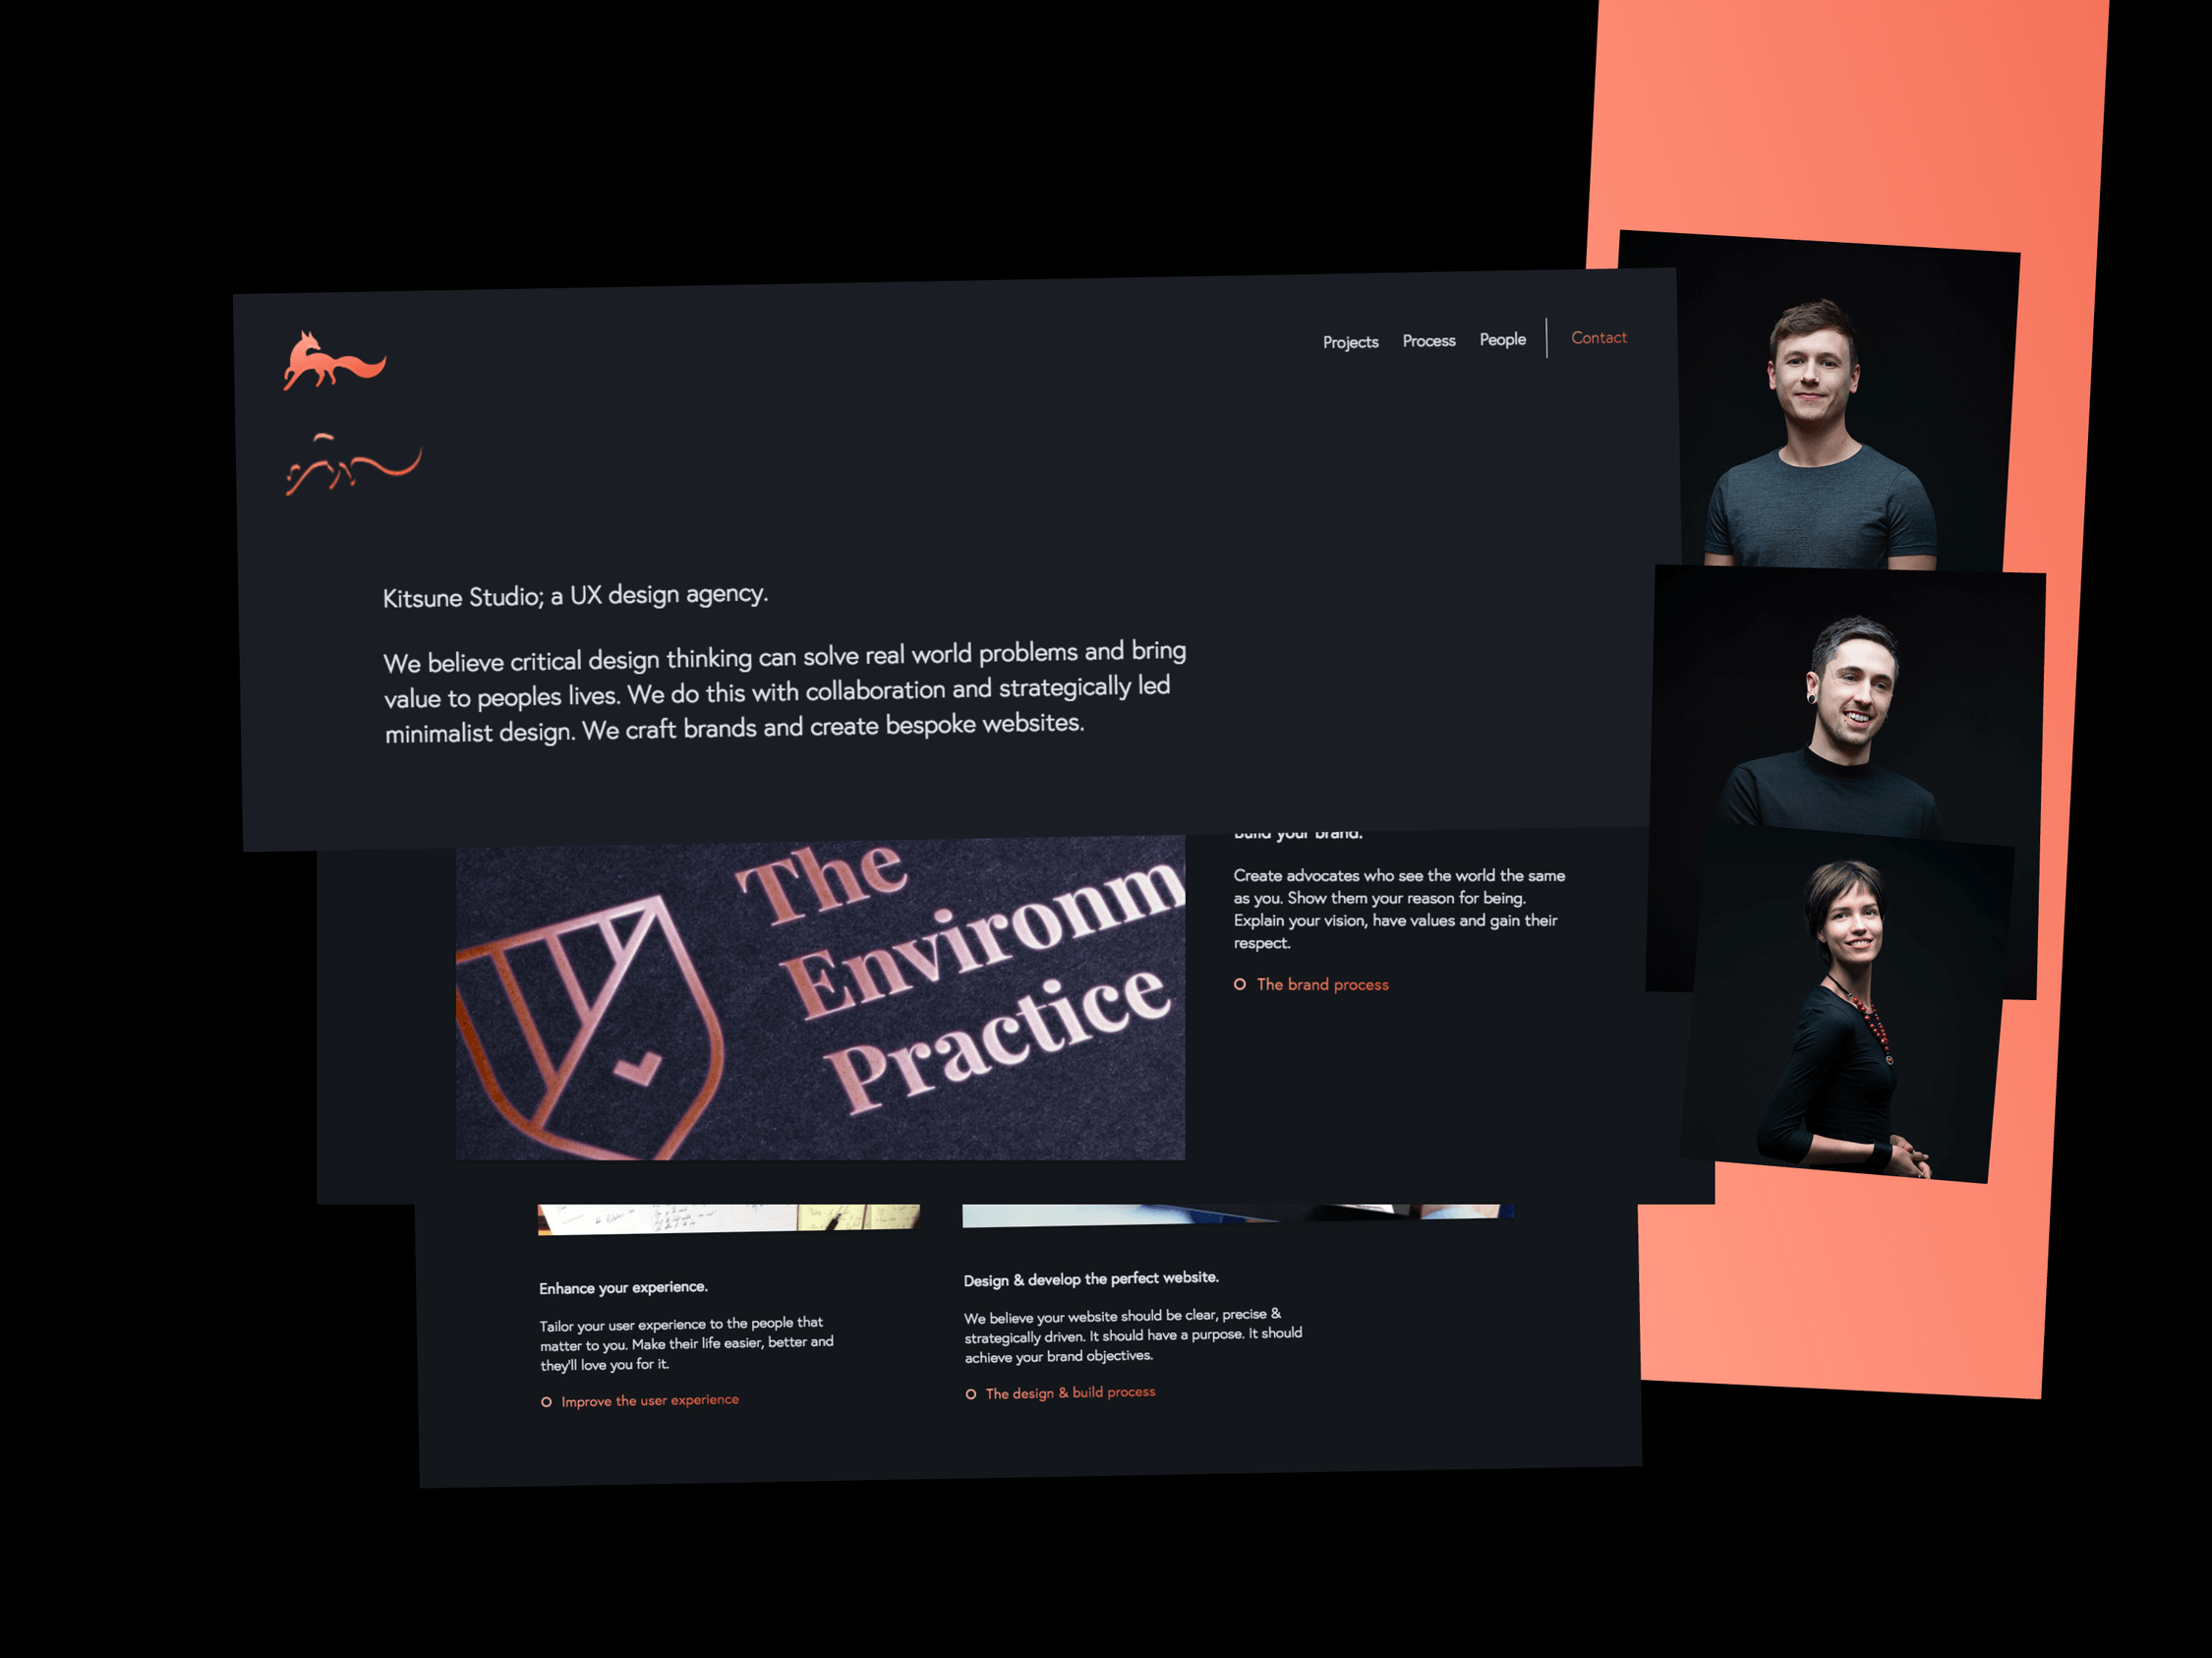 Projects Process People Contact
Kitsune Studio; a UX design agency.
We believe critical design thinking can solve real world problems and bring
value to peoples lives. We do this with collaboration and strategically led
minimalist design. We craft brands and create bespoke websites.
The
Environm
Practice
Build your brand.
Create advocates who see the world the same
as you. Show them your reason for being.
Explain your vision, have values and gain their
respect.
The brand process
Enhance your experience.
Tailor your user experience to the people that
matter to you. Make their life easier, better and
they'll love you for it.
Improve the user experience
Design & develop the perfect website.
We believe your website should be clear, precise &
strategically driven. It should have a purpose. It should
achieve your brand objectives.
The design & build process